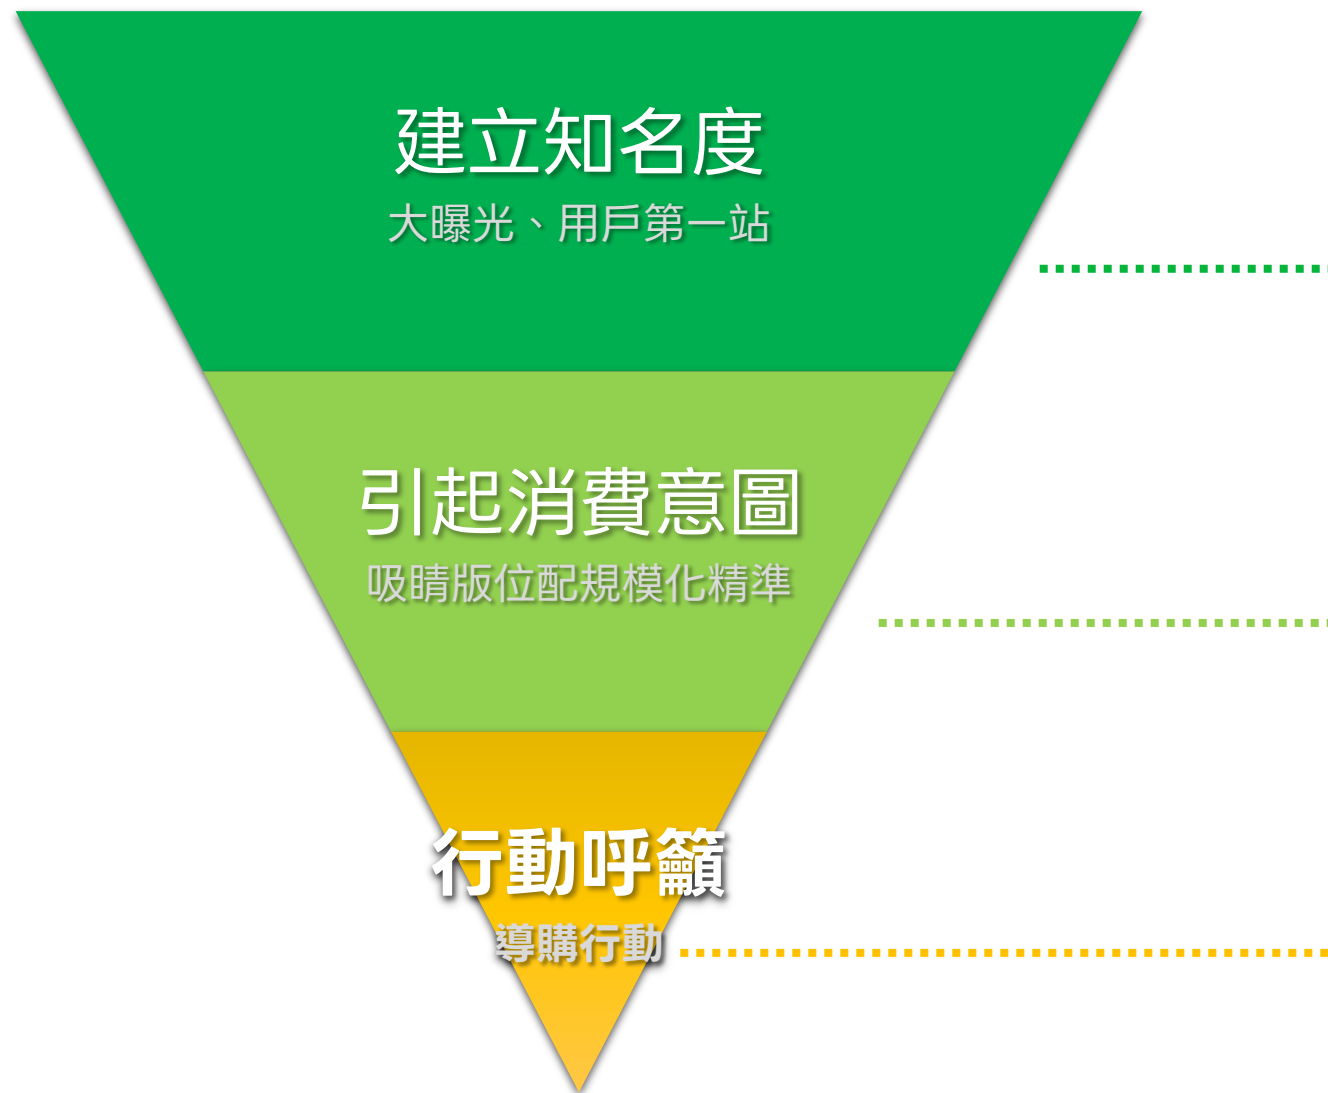 建立知名度
大曝光、用戶第一站
引起消費意圖
吸睛版位配規模化精準
行動呼籲
導購行動